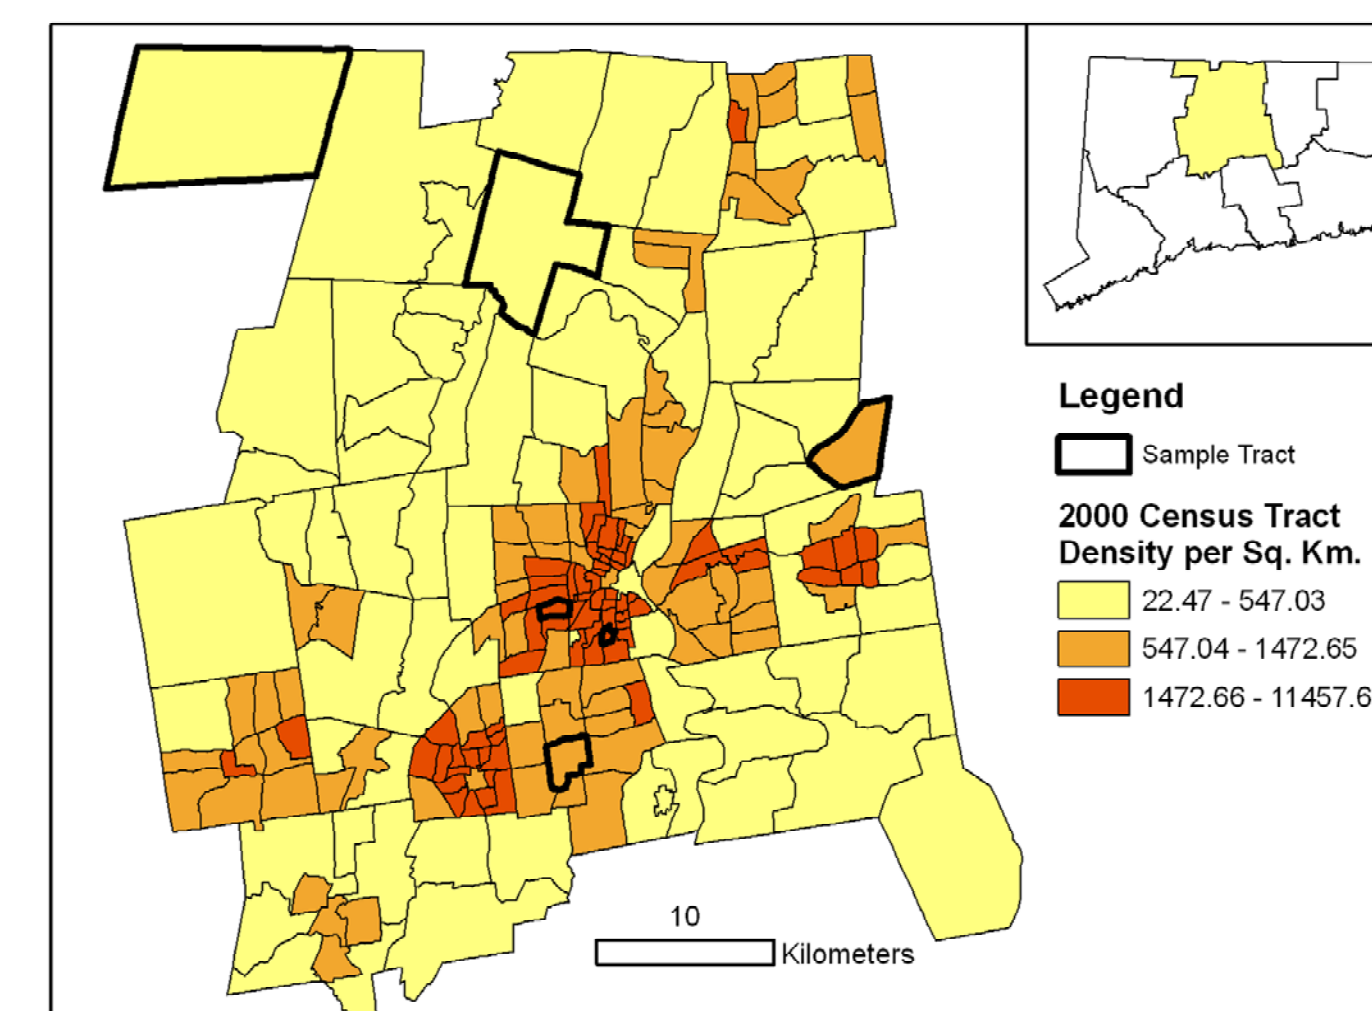 Legend
Sample Tract
2000 Census Tract
Density per Sq. Km.
22.47 - 547.03
547.04 - 1472.65
1472.66 - 11457.6
10
Kilometers